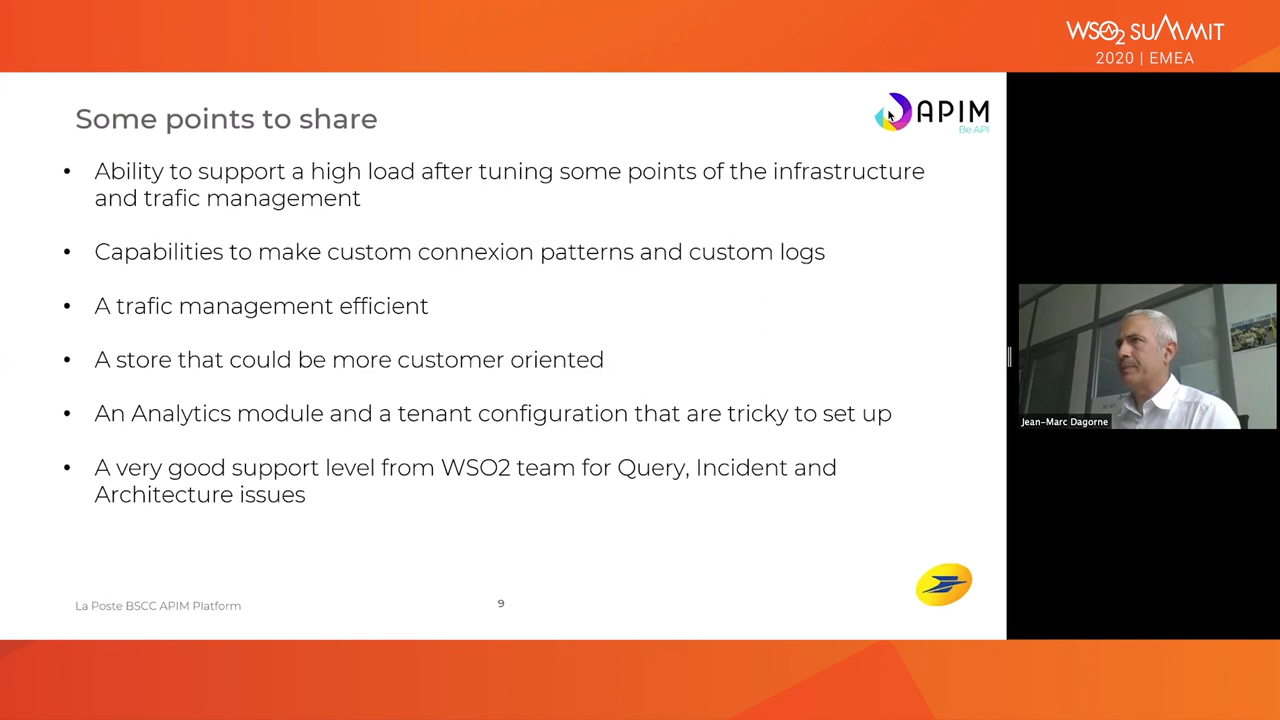 WSO2 SUMMIT
2020 | EMEA
Some points to share
APIM
Be API
• Ability to support a high load after tuning some points of the infrastructure
and trafic management
• Capabilities to make custom connexion patterns and custom logs
• A trafic management efficient
• A store that could be more customer oriented
• An Analytics module and a tenant configuration that are tricky to set up
• A very good support level from WSO2 team for Query, Incident and
Architecture issues
Jean-Marc Dagorne
La Poste BSCC APIM Platform
9